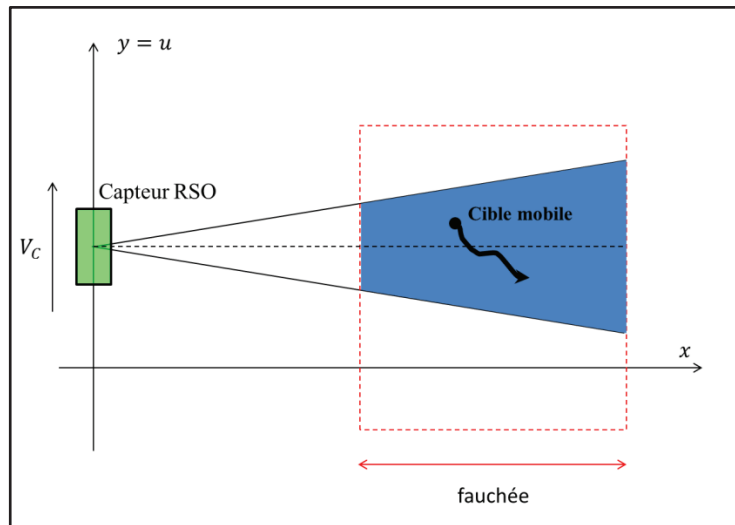 y = u
Capteur RSO
V_C
Cible mobile
x
fauchée